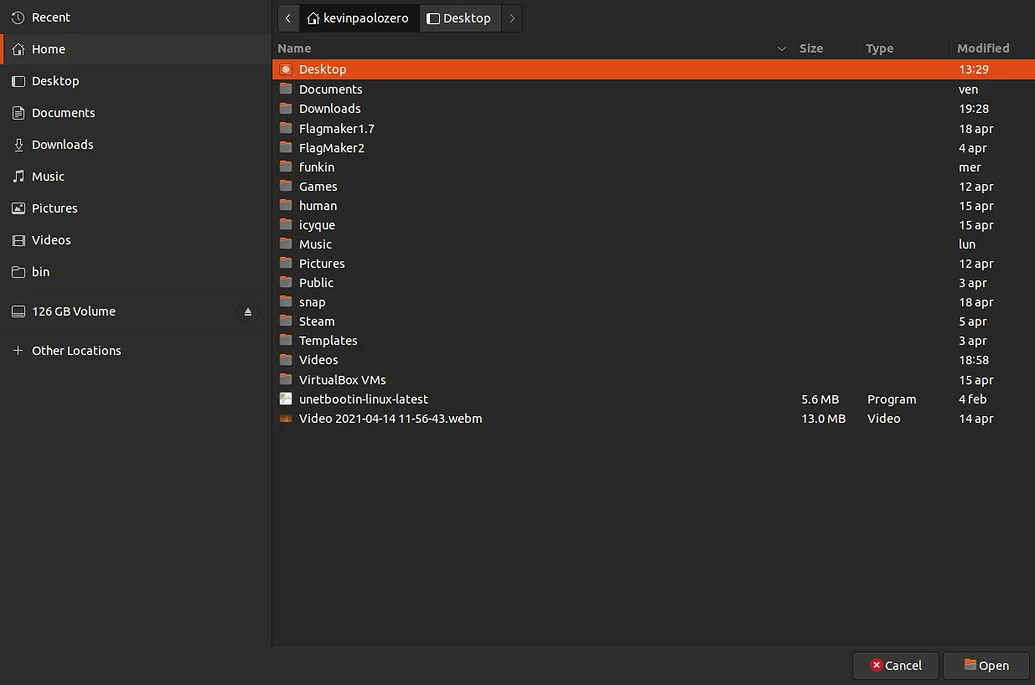 Recent
Home
Desktop
Documents
Downloads
Music
Pictures
Videos
bin
126 GB Volume
Other Locations
kevinpaolozero Desktop
Name Size Type Modified
Desktop 13:29
Documents ven
Downloads 19:28
Flagmaker1.7 18 apr
FlagMaker2 4 apr
funkin mer
Games 12 apr
human 15 apr
icyque 15 apr
Music lun
Pictures 12 apr
Public 3 apr
snap 18 apr
Steam 5 apr
Templates 3 apr
Videos 18:58
VirtualBox VMs 15 apr
unetbootin-linux-latest 5.6 MB Program 4 feb
Video 2021-04-14 11-56-43.webm 13.0 MB Video 14 apr
Cancel Open